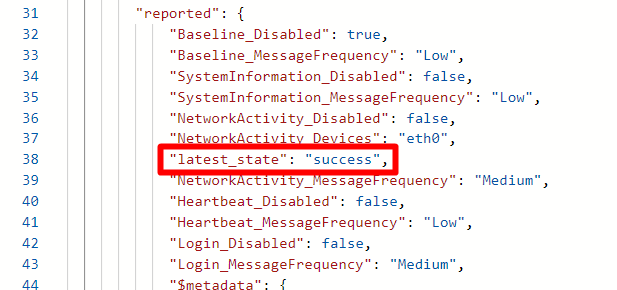 31 "reported": {
32 "Baseline_Disabled": true,
33 "Baseline_MessageFrequency": "Low",
34 "SystemInformation_Disabled": false,
35 "SystemInformation_MessageFrequency": "Low",
36 "NetworkActivity_Disabled": false,
37 "NetworkActivity_Devices": "eth0",
38 "latest_state": "success",
39 "NetworkActivity_MessageFrequency": "Medium",
40 "Heartbeat_Disabled": false,
41 "Heartbeat_MessageFrequency": "Low",
42 "Login_Disabled": false,
43 "Login_MessageFrequency": "Medium",
44 "$metadata": {